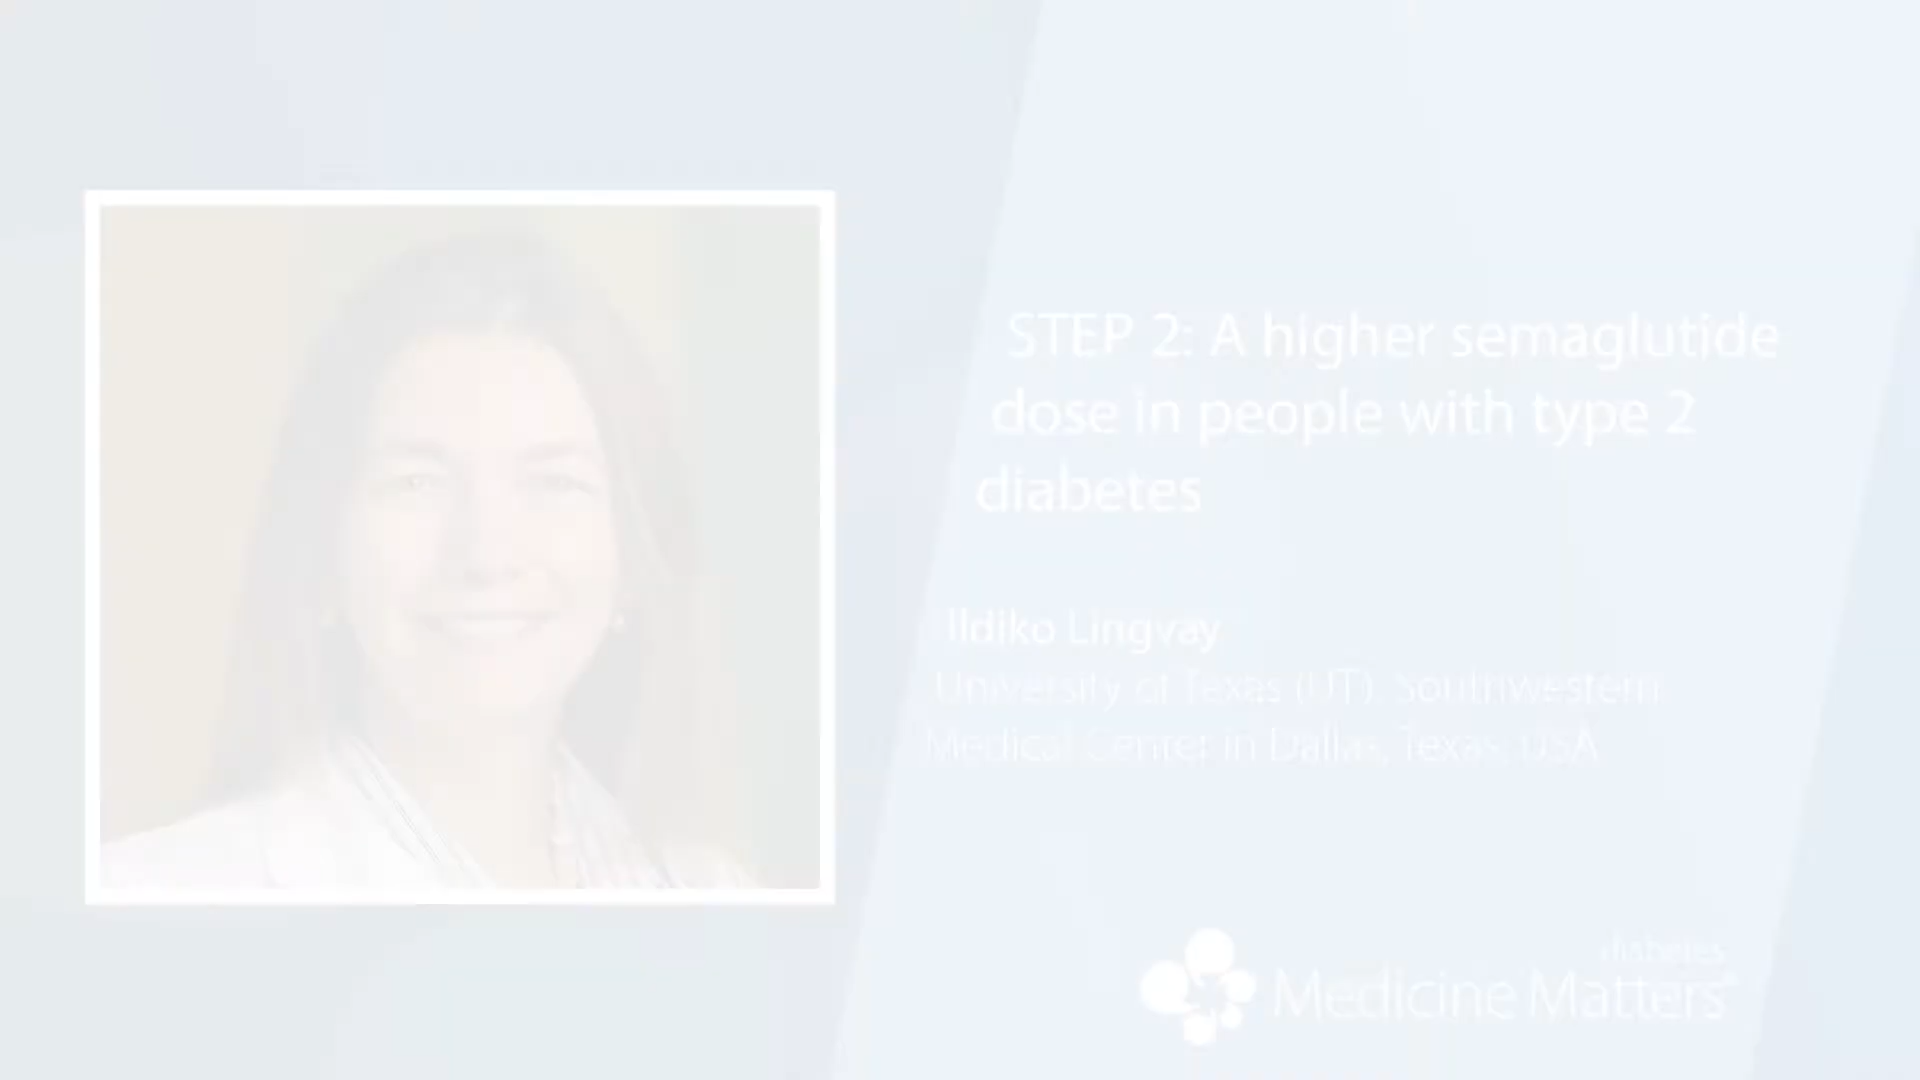 STEP 2: A higher semaglutide
dose in people with type 2
diabetes
Ildiko Lingvay
University of Texas (UT) Southwestern
Medical Center in Dallas, Texas, USA
diabetes
Medicine Matters